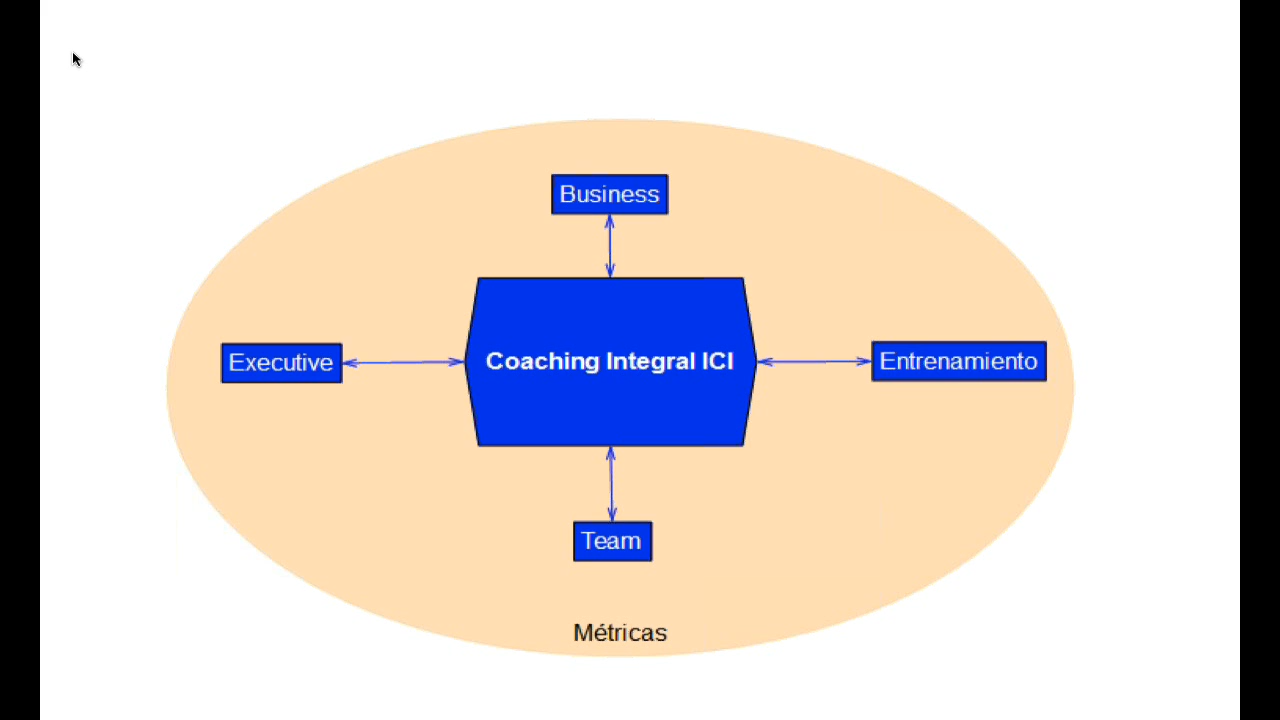 Business
Executive
Coaching Integral ICI
Entrenamiento
Team
Métricas